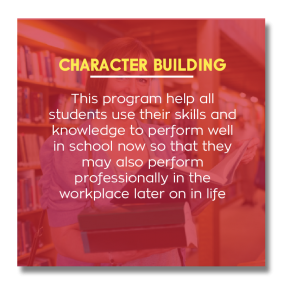 CHARACTER BUILDING
This program help all
students use their skills and
knowledge to perform well
in school now so that they
may also perform
professionally in the
workplace later on in life